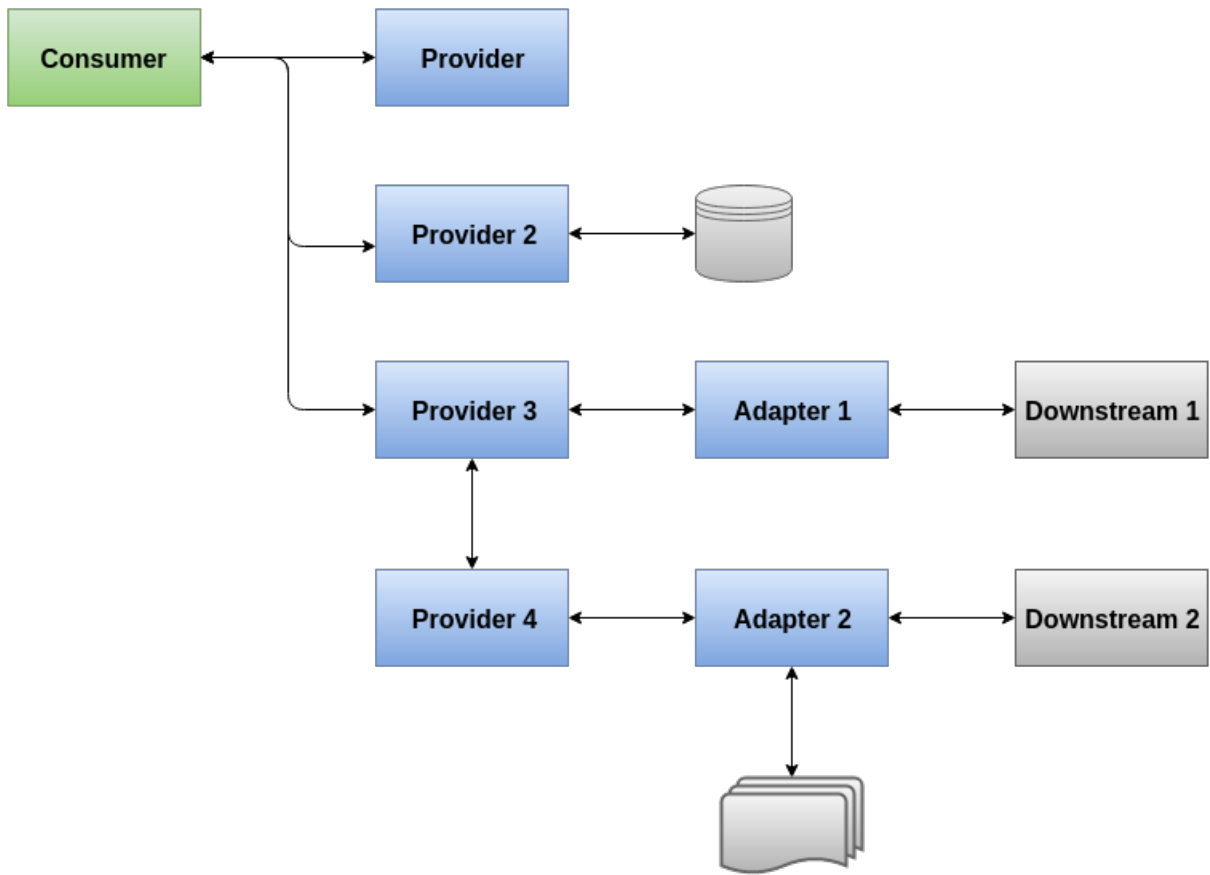 Consumer
Provider
Provider 2
Provider 3
Adapter 1
Downstream 1
Provider 4
Adapter 2
Downstream 2